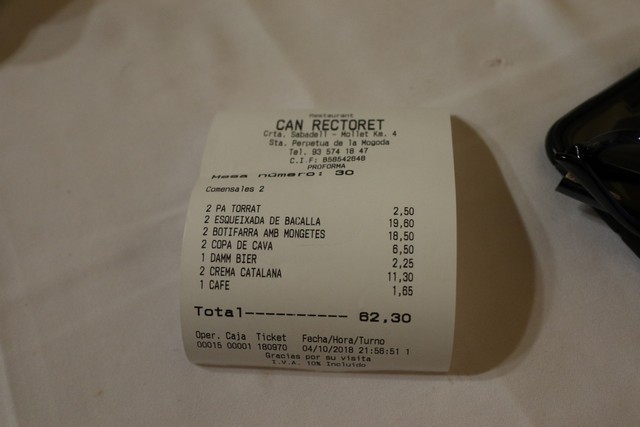 Restaurant
CAN RECTORET
Crta. Sabadell - Mollet Km. 4
Sta. Perpetua de la Mogoda
Tel. 93 574 18 47
C.I.F: B58542648
PROFORMA
Mesa número: 30
Comensales 2
2 PA TORRAT 2,50
2 ESQUEIXADA DE BACALLA 19,60
2 BOTIFARRA AMB MONGETES 18,50
2 COPA DE CAVA 6,50
1 DAMM BIER 2,25
2 CREMA CATALANA 11,30
1 CAFE 1,65
Total---------- 62,30
Oper. Caja Ticket Fecha/Hora/Turno
00015 00001 180970 04/10/2018 21:56:51 1
Gracias por su visita
I.V.A. 10% Incluido